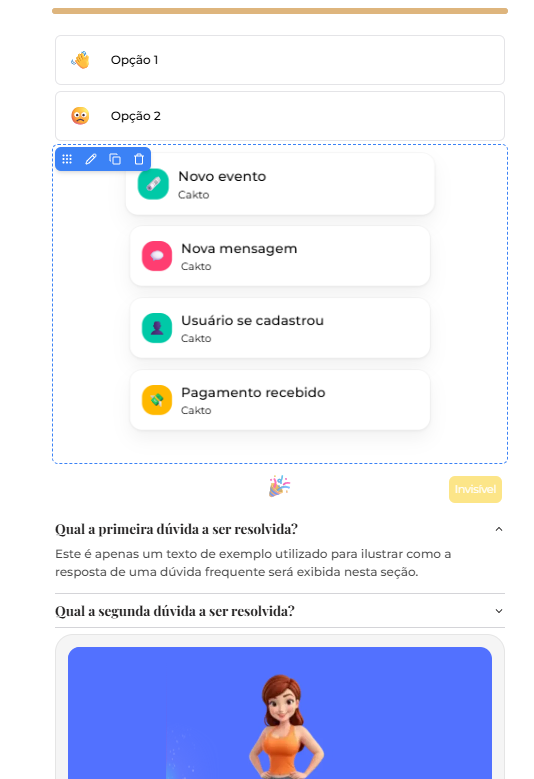 Opção 1
Opção 2
Novo evento
Cakto
Nova mensagem
Cakto
Usuário se cadastrou
Cakto
Pagamento recebido
Cakto
Invisível
Qual a primeira dúvida a ser resolvida?
Este é apenas um texto de exemplo utilizado para ilustrar como a
resposta de uma dúvida frequente será exibida nesta seção.
Qual a segunda dúvida a ser resolvida?